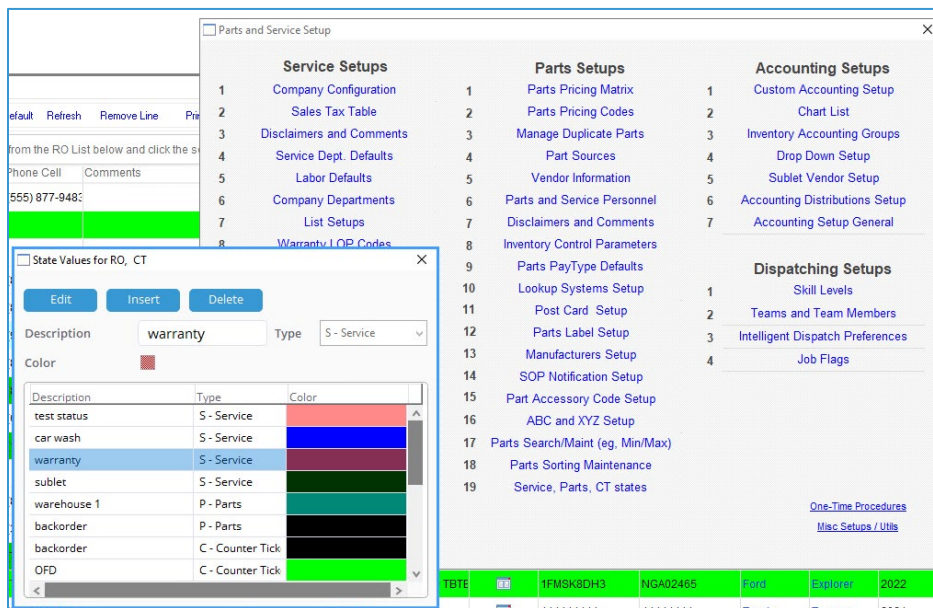 Parts and Service Setup
Service Setups
1 Company Configuration
2 Sales Tax Table
3 Disclaimers and Comments
4 Service Dept. Defaults
5 Labor Defaults
6 Company Departments
7 List Setups
8 Warranty LOP Codes
Parts Setups
1 Parts Pricing Matrix
2 Parts Pricing Codes
3 Manage Duplicate Parts
4 Part Sources
5 Vendor Information
6 Parts and Service Personnel
7 Disclaimers and Comments
8 Inventory Control Parameters
9 Parts PayType Defaults
10 Lookup Systems Setup
11 Post Card Setup
12 Parts Label Setup
13 Manufacturers Setup
14 SOP Notification Setup
15 Part Accessory Code Setup
16 ABC and XYZ Setup
17 Parts Search/Maint (eg, Min/Max)
18 Parts Sorting Maintenance
19 Service, Parts, CT states
Accounting Setups
1 Custom Accounting Setup
2 Chart List
3 Inventory Accounting Groups
4 Drop Down Setup
5 Sublet Vendor Setup
6 Accounting Distributions Setup
7 Accounting Setup General
Dispatching Setups
1 Skill Levels
2 Teams and Team Members
3 Intelligent Dispatch Preferences
4 Job Flags
One-Time Procedures
Misc Setups / Utils
efault Refresh Remove Line Pri
from the RO List below and click the s
Phone Cell Comments
555) 877-948
State Values for RO, CT
Edit Insert Delete
Description warranty Type S - Service
Color
Description Type Color
test status S - Service
car wash S - Service
warranty S - Service
sublet S - Service
warehouse 1 P - Parts
backorder P - Parts
backorder C - Counter Tick
OFD C - Counter Tick
TBTE 1FMSK8DH3 NGA02465 Ford Explorer 2022